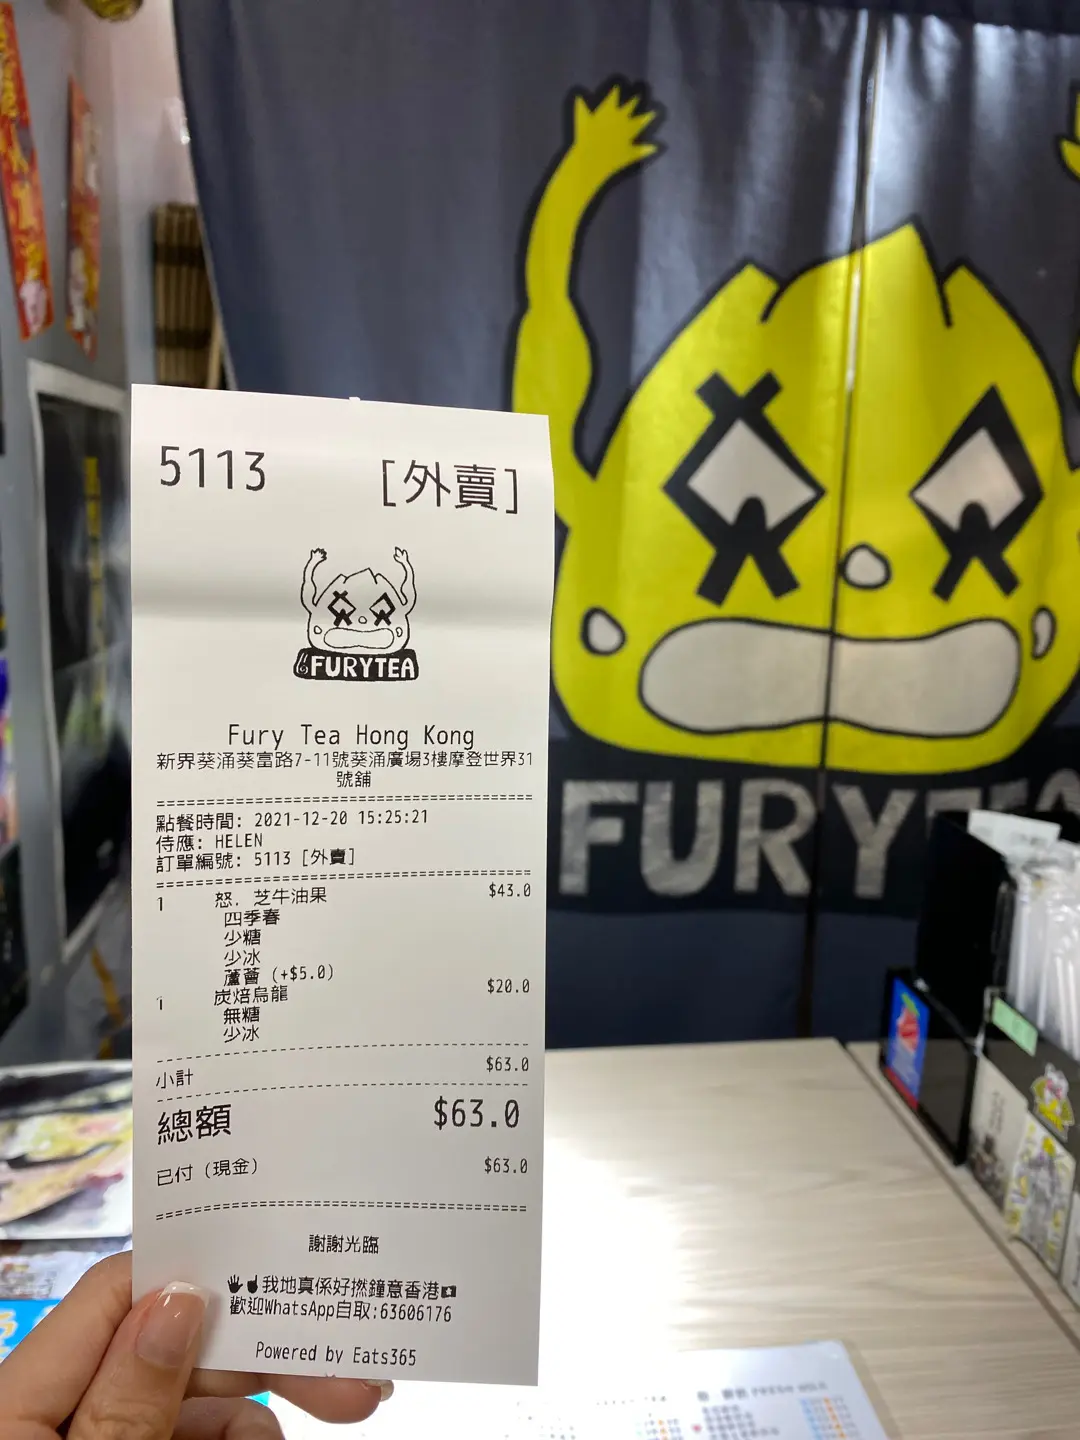 5113 [外賣]
FURYTEA
Fury Tea Hong Kong
新界葵涌葵富路7-11號葵涌廣場3樓摩登世界31
號舖
點餐時間: 2021-12-20 15:25:21
侍應: HELEN
訂單編號: 5113 [外賣]
1 怒. 芝牛油果 $43.0
四季春
少糖
少冰
蘆薈 (+$5.0)
1 炭焙烏龍 $20.0
無糖
少冰
小計 $63.0
總額 $63.0
已付 (現金) $63.0
謝謝光臨
我地真係好撚鐘意香港
歡迎WhatsApp自取:63606176
Powered by Eats365
FURYTEA
FRESH MILK